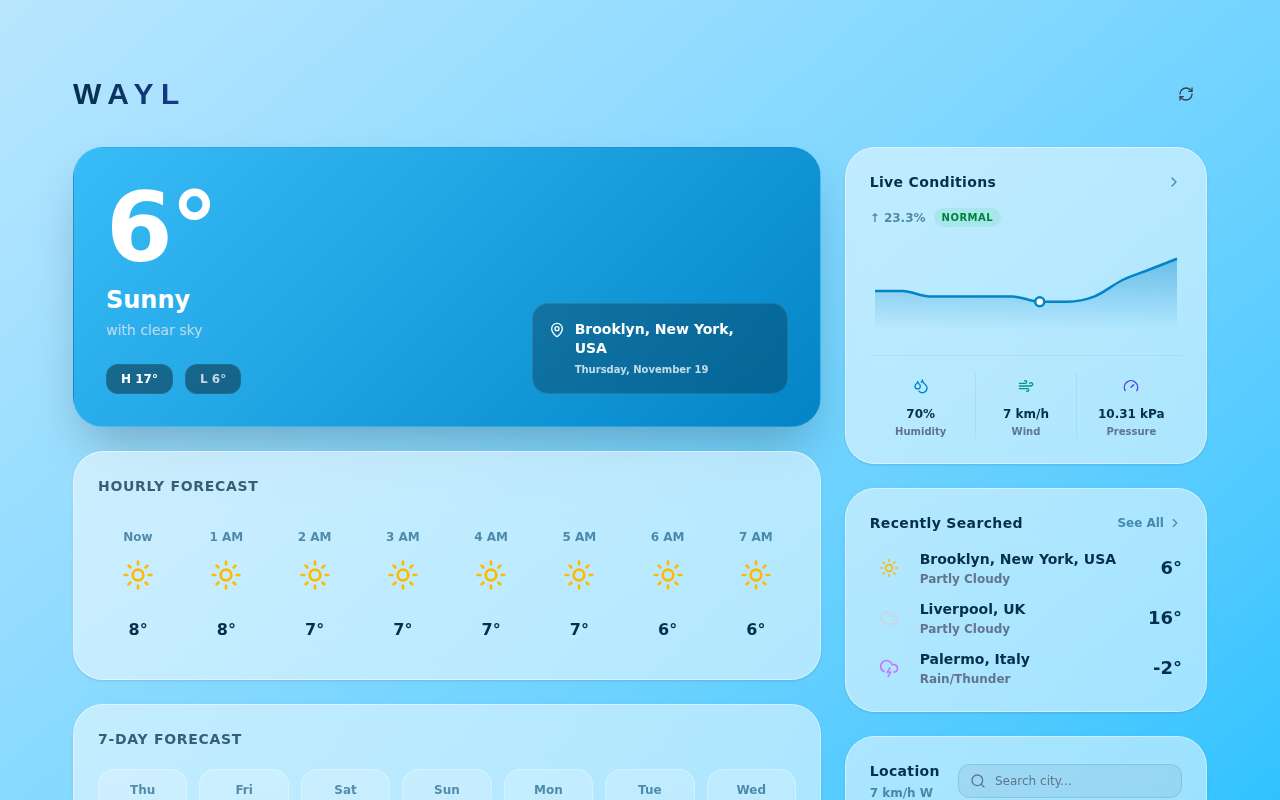 WAYL
6°
Sunny
with clear sky
H 17°
L 6°
Brooklyn, New York,
USA
Thursday, November 19
Live Conditions
↑ 23.3%
NORMAL
70%
Humidity
7 km/h
Wind
10.31 kPa
Pressure
HOURLY FORECAST
Now 1 AM 2 AM 3 AM 4 AM 5 AM 6 AM 7 AM
8° 8° 7° 7° 7° 7° 6° 6°
Recently Searched
See All
Brooklyn, New York, USA
Partly Cloudy
6°
Liverpool, UK
Partly Cloudy
16°
Palermo, Italy
Rain/Thunder
-2°
7-DAY FORECAST
Thu Fri Sat Sun Mon Tue Wed
Location
7 km/h W
Search city...